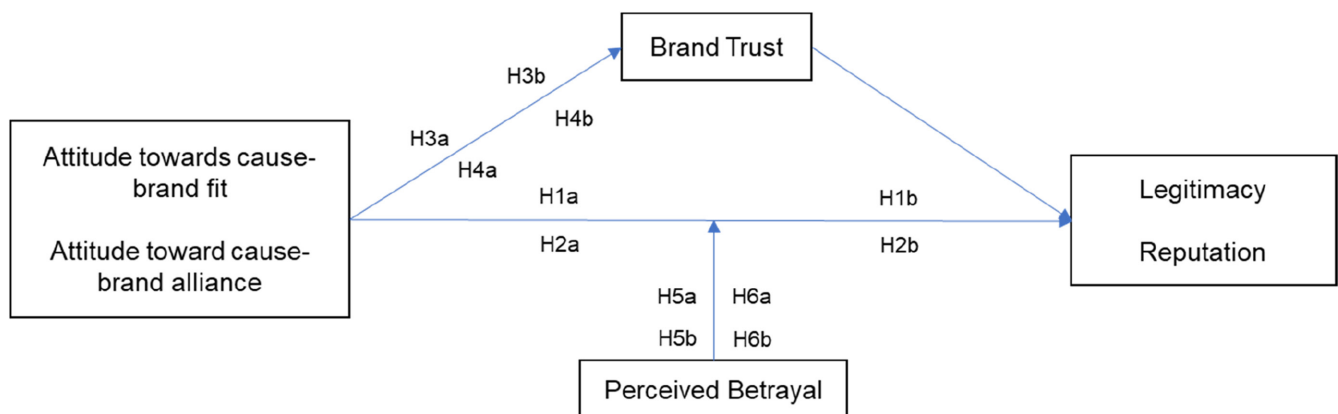 Brand Trust
H3b
H4b
H3a
H4a
Attitude towards cause-
brand fit
Attitude toward cause-
brand alliance
H1a
H1b
H2a
H2b
Legitimacy
Reputation
H5a
H6a
H5b
H6b
Perceived Betrayal